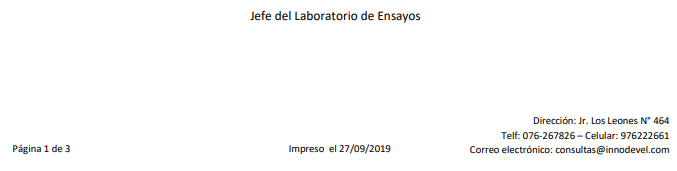 Jefe del Laboratorio de Ensayos
Dirección: Jr. Los Leones N° 464
Telf: 076-267826 – Celular: 976222661
Página 1 de 3
Impreso el 27/09/2019
Correo electrónico: consultas@innodevel.com